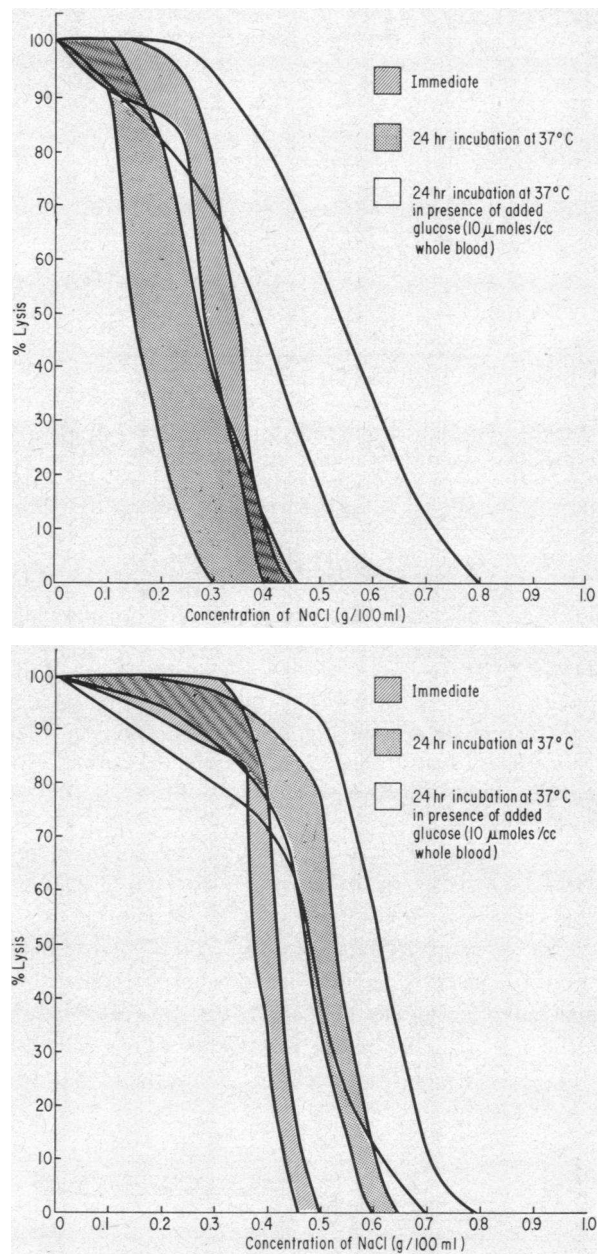 100
90
80
70
60
50
40
30
20
10
0
% Lysis
Immediate
24 hr incubation at 37°C
24 hr incubation at 37°C
in presence of added
glucose (10 μmoles/cc
whole blood)
0 0.1 0.2 0.3 0.4 0.5 0.6 0.7 0.8 0.9 1.0
Concentration of NaCl (g/100 ml)
100
90
80
70
60
50
40
30
20
10
0
% Lysis
Immediate
24 hr incubation at 37°C
24 hr incubation at 37°C
in presence of added
glucose (10 μmoles/cc
whole blood)
0 0.1 0.2 0.3 0.4 0.5 0.6 0.7 0.8 0.9 1.0
Concentration of NaCl (g/100 ml)